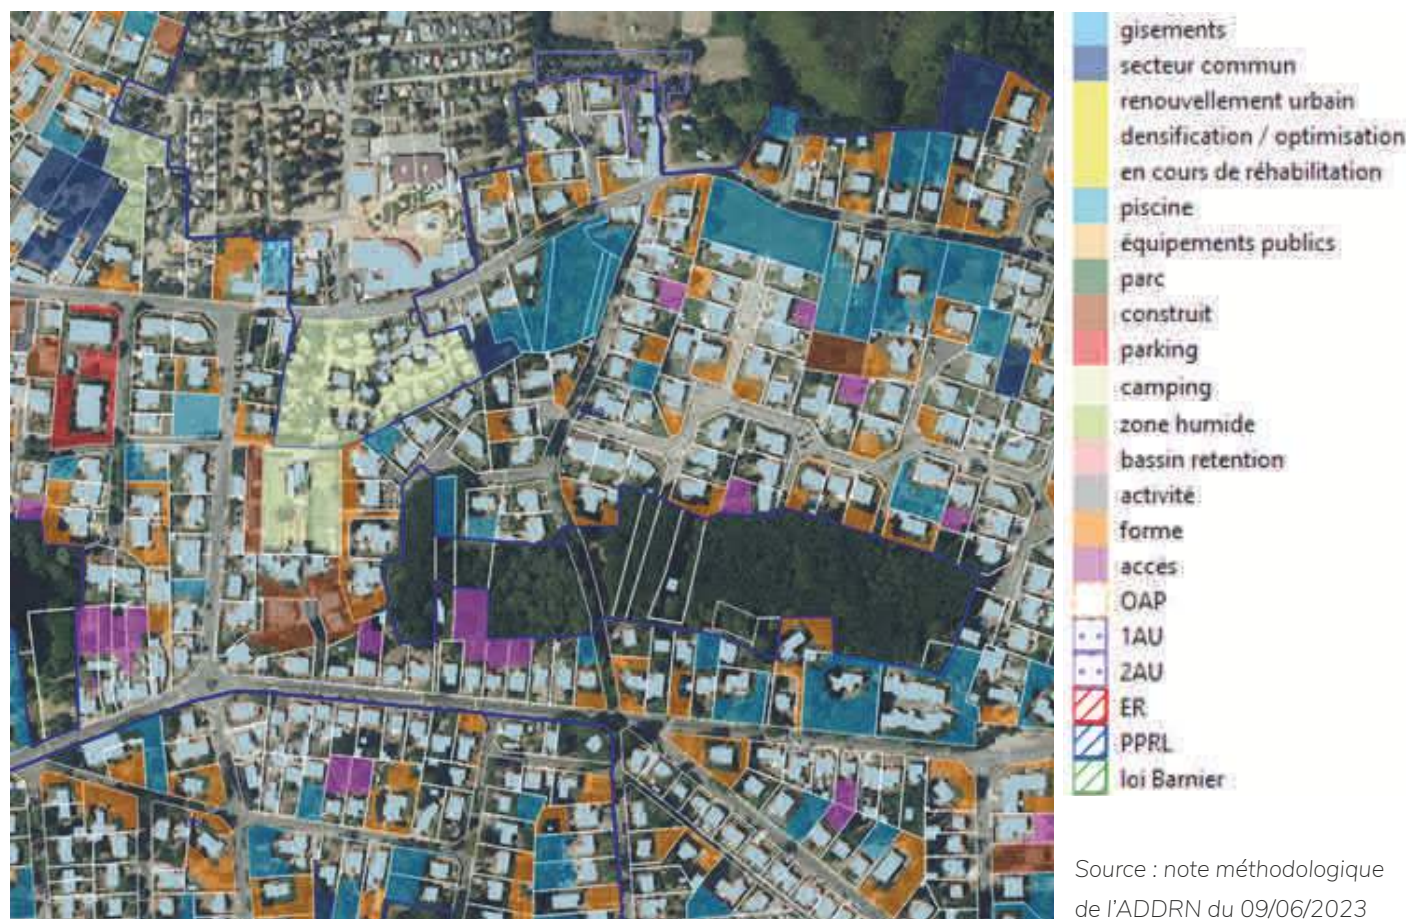 gisements
secteur commun
renouvellement urbain
densification / optimisation
en cours de réhabilitation
piscine
équipements publics
parc
construit
parking
camping
zone humide
bassin retention
activité
forme
accès
OAP
1AU
2AU
ER
PPRL
loi Barnier
Source : note méthodologique
de l'ADDRN du 09/06/2023